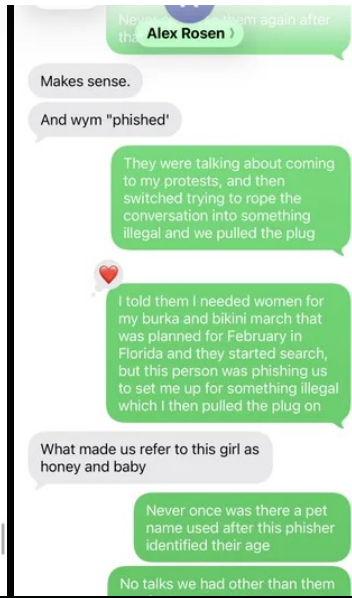 Never
them again after
tha
Alex Rosen
Makes sense.
And wym "phished'
They were talking about coming
to my protests, and then
switched trying to rope the
conversation into something
illegal and we pulled the plug
I told them I needed women for
my burka and bikini march that
was planned for February in
Florida and they started search,
but this person was phishing us
to set me up for something illegal
which I then pulled the plug on
What made us refer to this girl as
honey and baby
Never once was there a pet
name used after this phisher
identified their age
No talks we had other than them